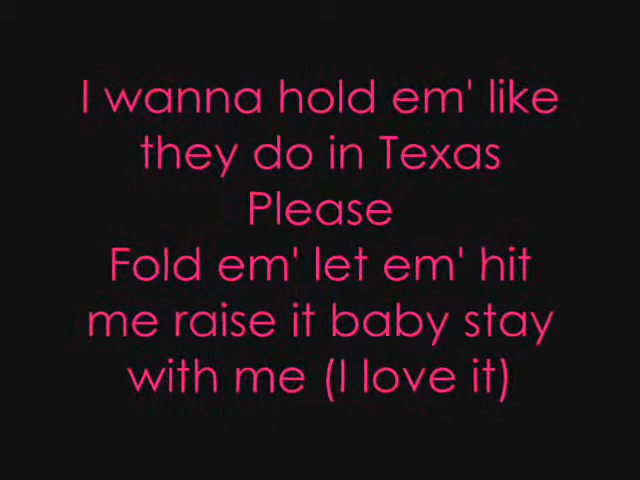 I wanna hold em' like
they do in Texas
Please
Fold em' let em' hit
me raise it baby stay
with me (I love it)